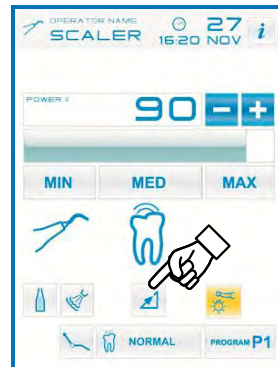 OPERATOR NAME
SCALER
27
16:20 NOV
i
POWER %
90 - +
MIN MED MAX
NORMAL
PROGRAM P1